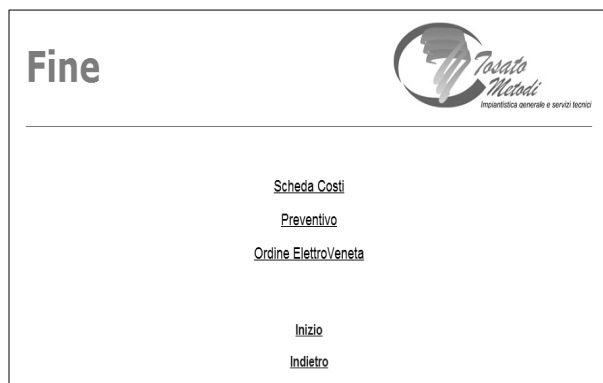 Fine
Tosato
Metodi
Impiantistica generale e servizi tecnici
Scheda Costi
Preventivo
Ordine ElettroVeneta
Inizio
Indietro